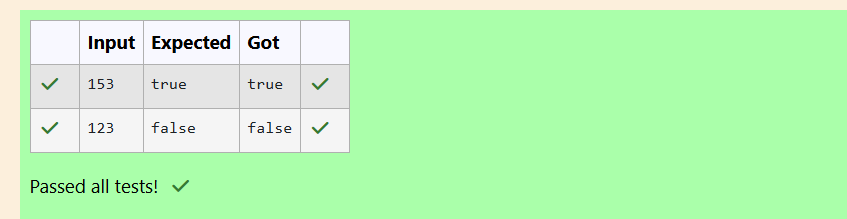 Input Expected Got
153 true true
123 false false
Passed all tests!